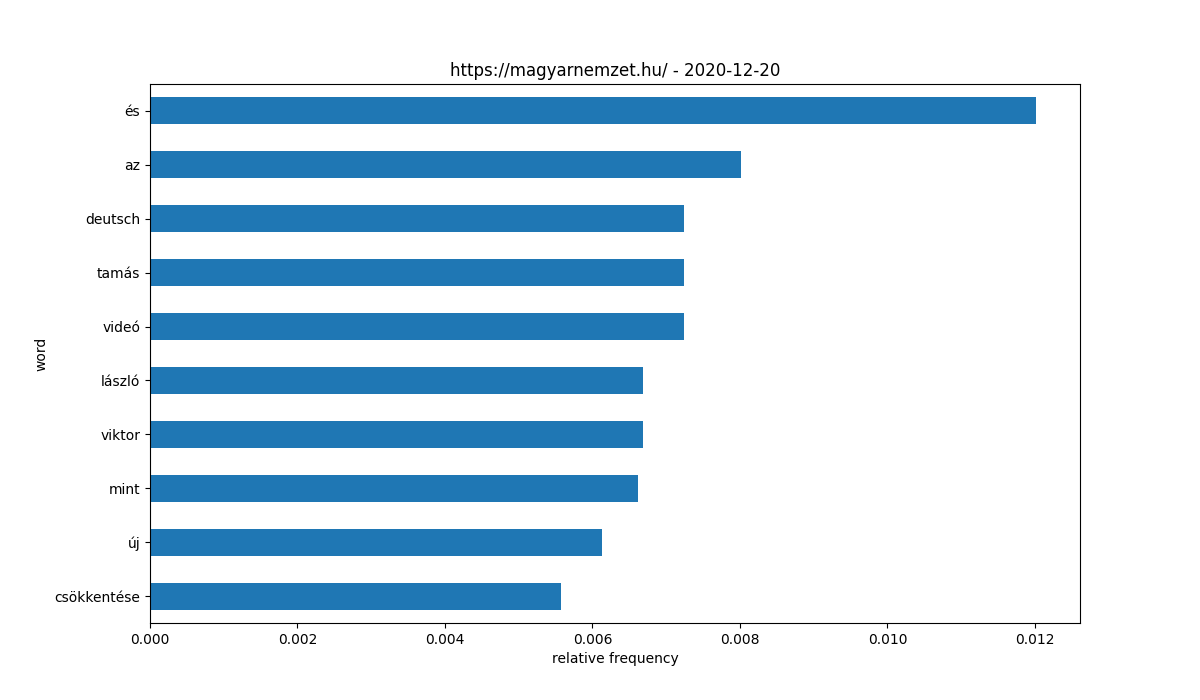 https://magyarnemzet.hu/ - 2020-12-20
és
az
deutsch
tamás
videó
lászló
viktor
mint
új
csökkentése
word
0.000 0.002 0.004 0.006 0.008 0.010 0.012
relative frequency